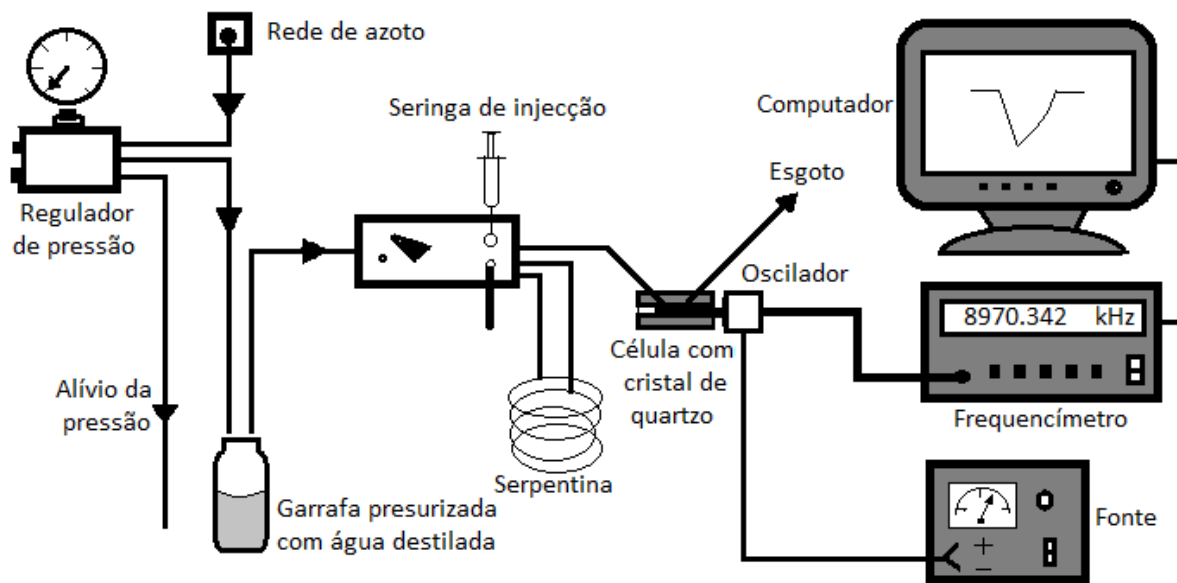 Rede de azoto
Seringa de injecção
Computador
Esgoto
Regulador
de pressão
Oscilador
8970.342 kHz
Célula com
cristal de
quartzo
Alívio da
pressão
Frequencímetro
Serpentina
Garrafa presurizada
com água destilada
Fonte
+
−